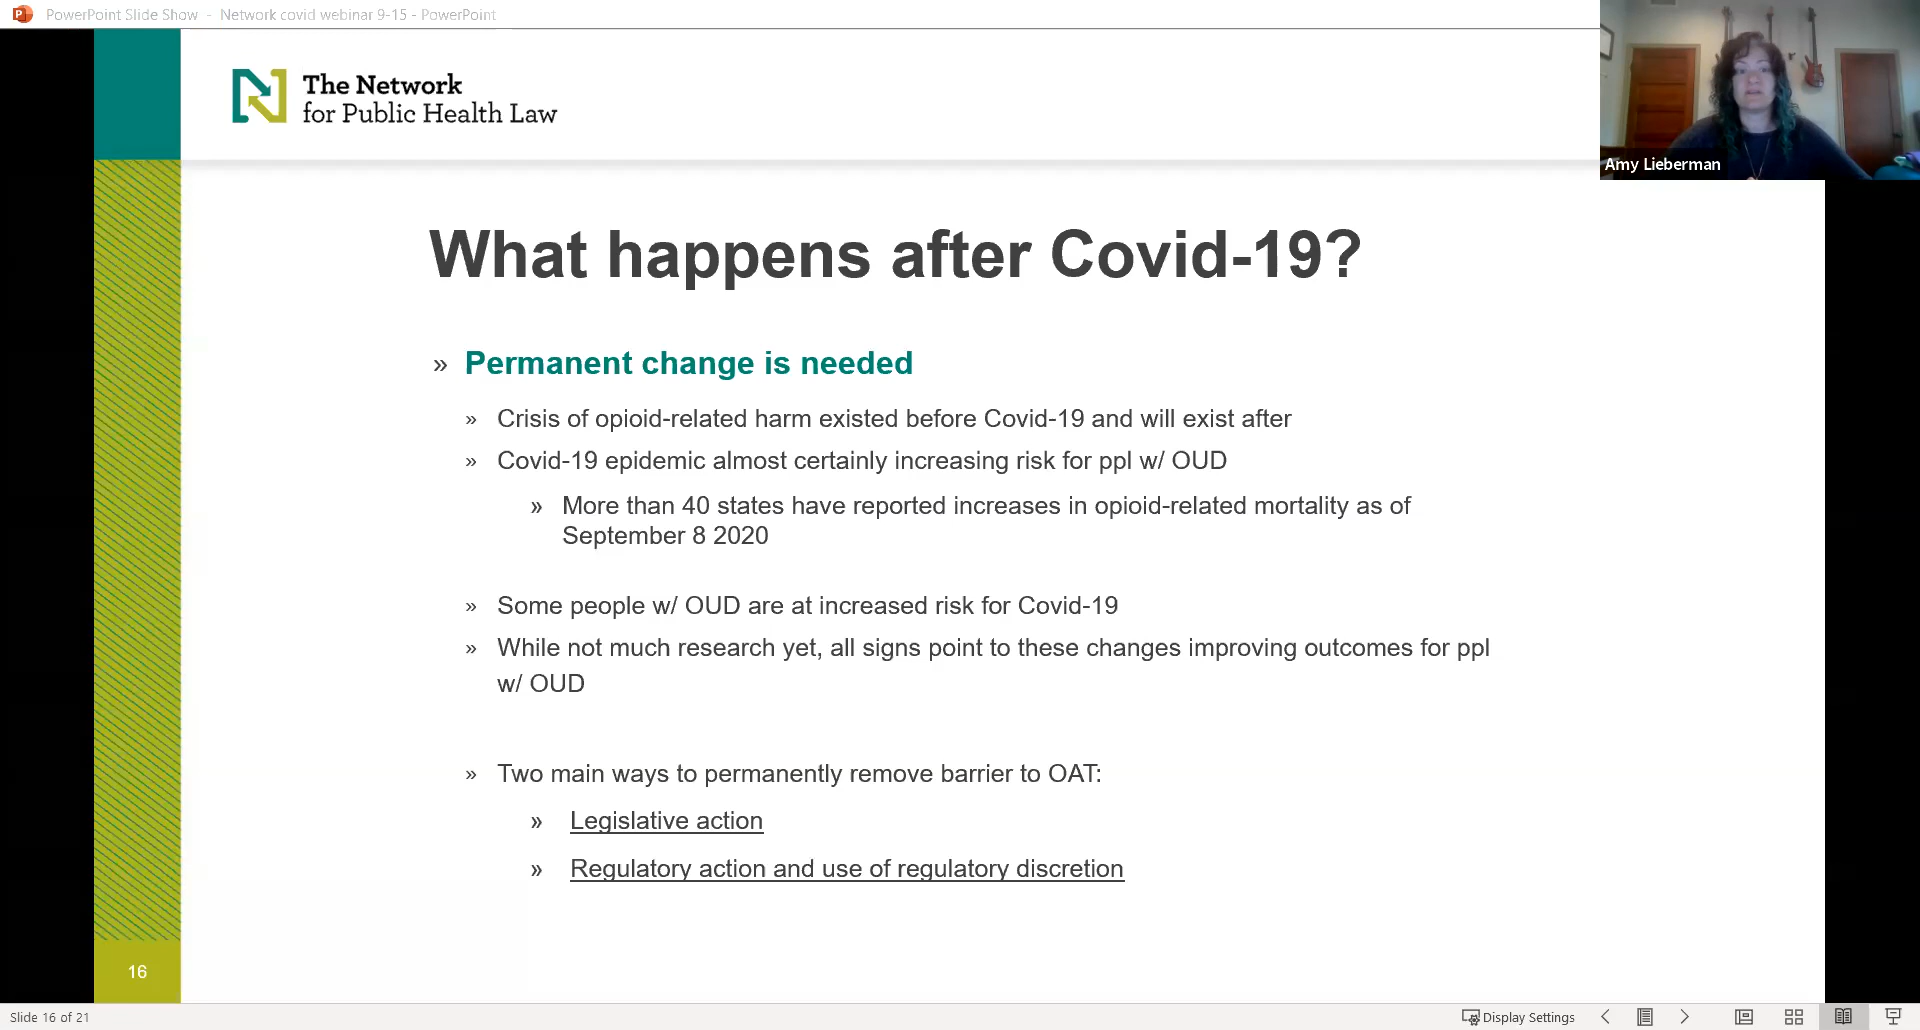 PowerPoint Slide Show - Network covid webinar 9-15 - PowerPoint
The Network
for Public Health Law
Amy Lieberman
What happens after Covid-19?
» Permanent change is needed
» Crisis of opioid-related harm existed before Covid-19 and will exist after
» Covid-19 epidemic almost certainly increasing risk for ppl w/ OUD
» More than 40 states have reported increases in opioid-related mortality as of
September 8 2020
» Some people w/ OUD are at increased risk for Covid-19
» While not much research yet, all signs point to these changes improving outcomes for ppl
w/ OUD
» Two main ways to permanently remove barrier to OAT:
» Legislative action
» Regulatory action and use of regulatory discretion
16
Slide 16 of 21
Display Settings